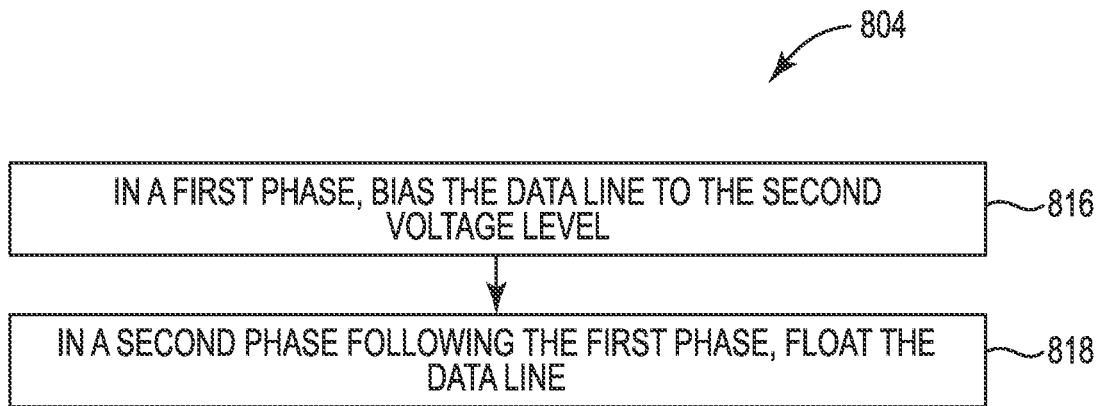 804
IN A FIRST PHASE, BIAS THE DATA LINE TO THE SECOND
VOLTAGE LEVEL
816
IN A SECOND PHASE FOLLOWING THE FIRST PHASE, FLOAT THE
DATA LINE
818